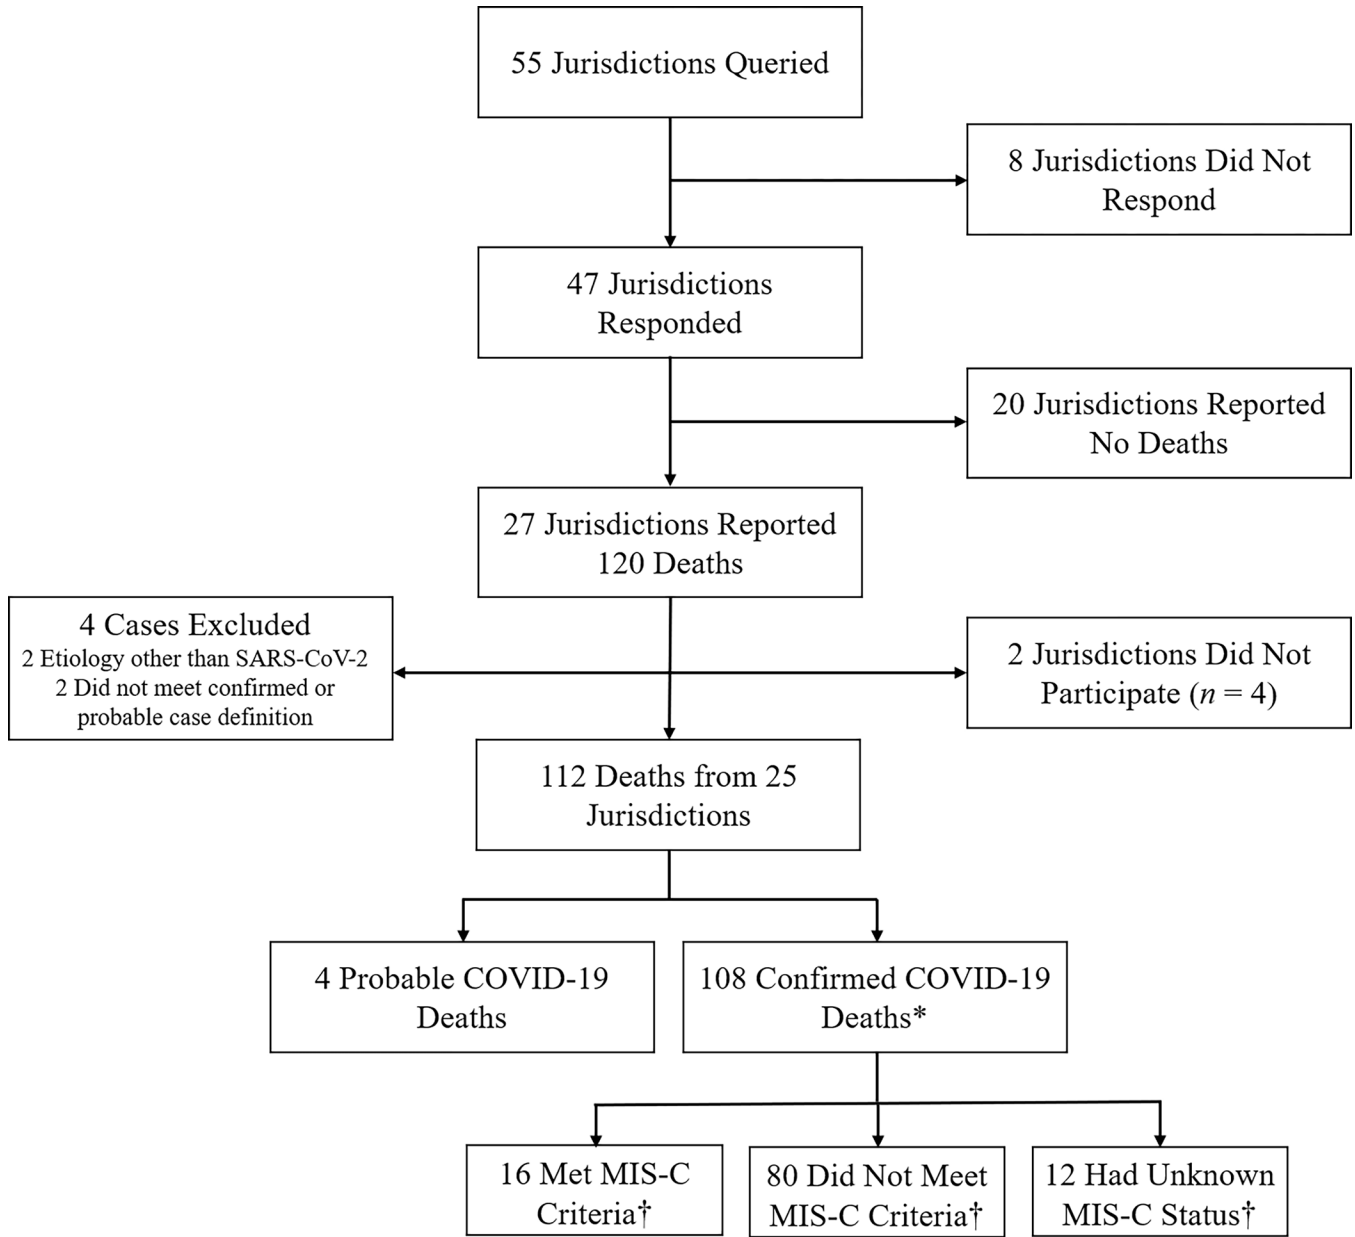 55 Jurisdictions Queried
8 Jurisdictions Did Not
Respond
47 Jurisdictions
Responded
20 Jurisdictions Reported
No Deaths
27 Jurisdictions Reported
120 Deaths
4 Cases Excluded
2 Etiology other than SARS-CoV-2
2 Did not meet confirmed or
probable case definition
2 Jurisdictions Did Not
Participate (n = 4)
112 Deaths from 25
Jurisdictions
4 Probable COVID-19
Deaths
108 Confirmed COVID-19
Deaths*
16 Met MIS-C
Criteria†
80 Did Not Meet
MIS-C Criteria†
12 Had Unknown
MIS-C Status†